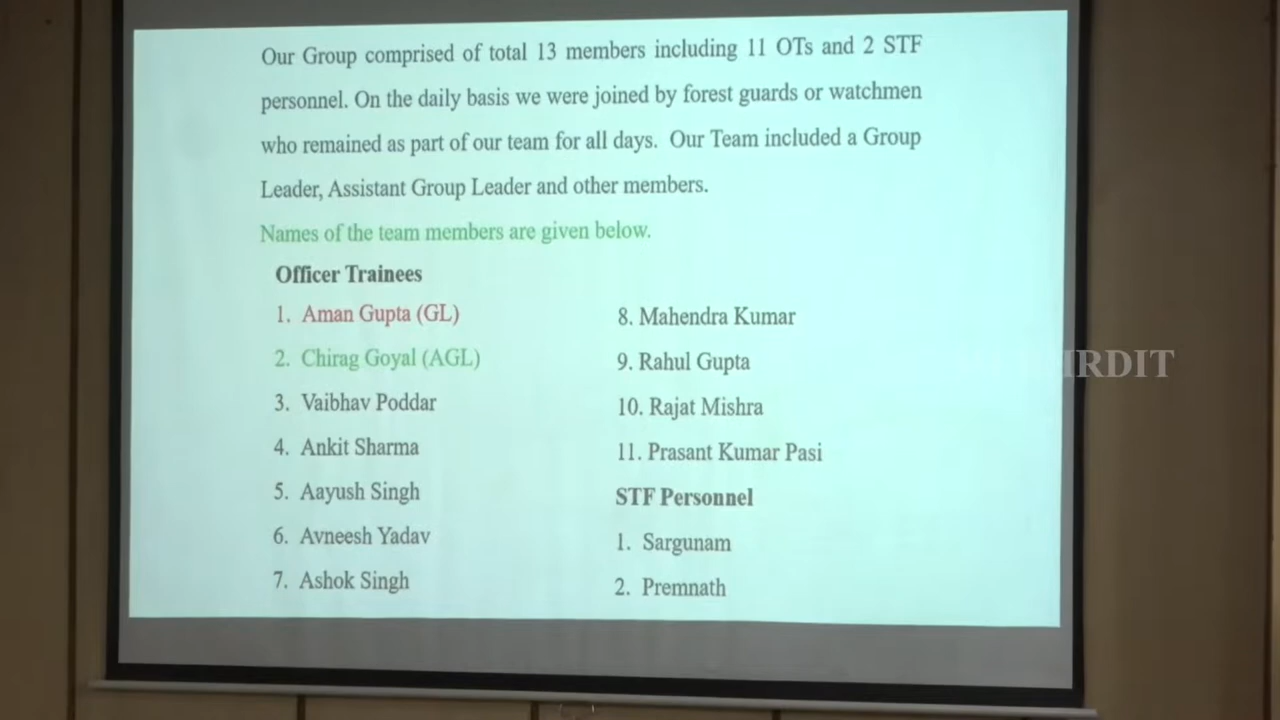 Our Group comprised of total 13 members including 11 OTs and 2 STF
personnel. On the daily basis we were joined by forest guards or watchmen
who remained as part of our team for all days. Our Team included a Group
Leader, Assistant Group Leader and other members.
Names of the team members are given below.
Officer Trainees
1. Aman Gupta (GL)
2. Chirag Goyal (AGL)
3. Vaibhav Poddar
4. Ankit Sharma
5. Aayush Singh
6. Avneesh Yadav
7. Ashok Singh
8. Mahendra Kumar
9. Rahul Gupta
10. Rajat Mishra
11. Prasant Kumar Pasi
STF Personnel
1. Sargunam
2. Premnath